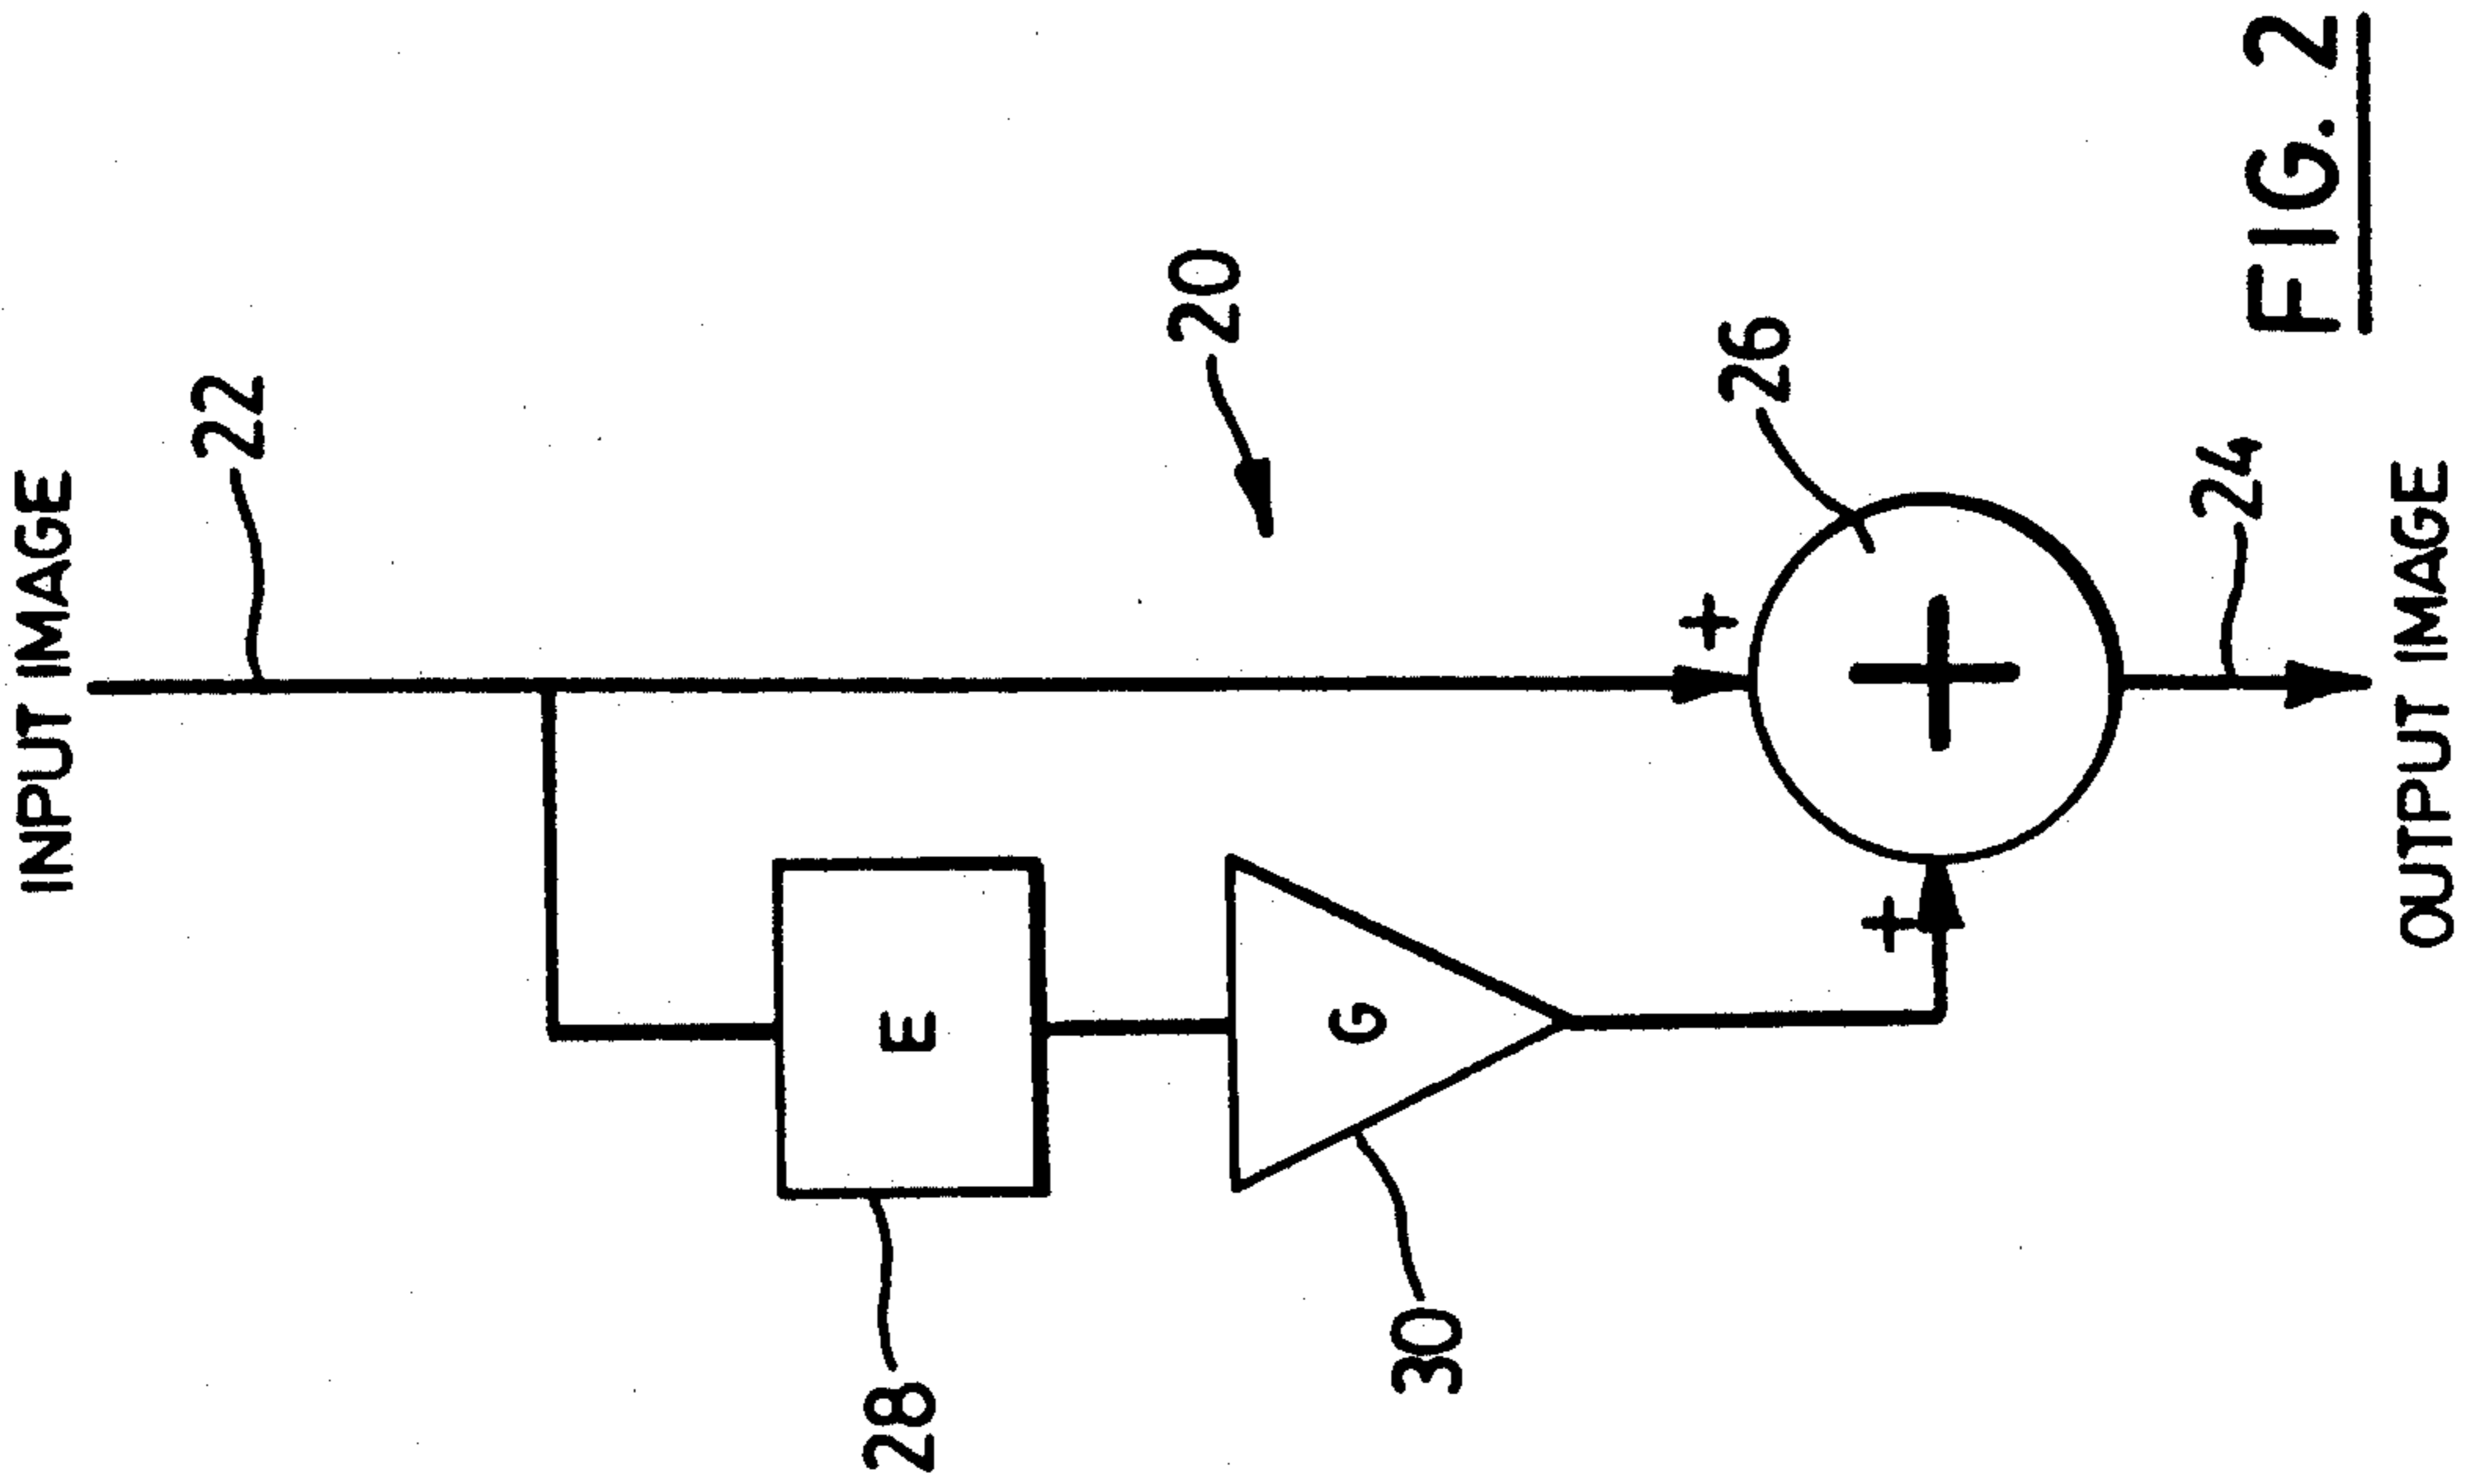 INPUT IMAGE
22
20
26
+
+
+
E
G
28
30
24
OUTPUT IMAGE
FIG. 2